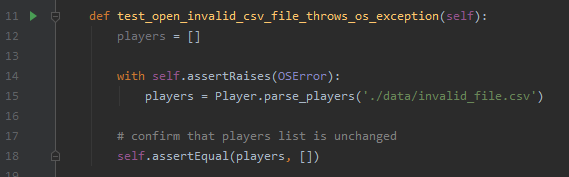 11 def test_open_invalid_csv_file_throws_os_exception(self):
12 players = []
13
14 with self.assertRaises(OSError):
15 players = Player.parse_players('./data/invalid_file.csv')
16
17 # confirm that players list is unchanged
18 self.assertEqual(players, [])
19